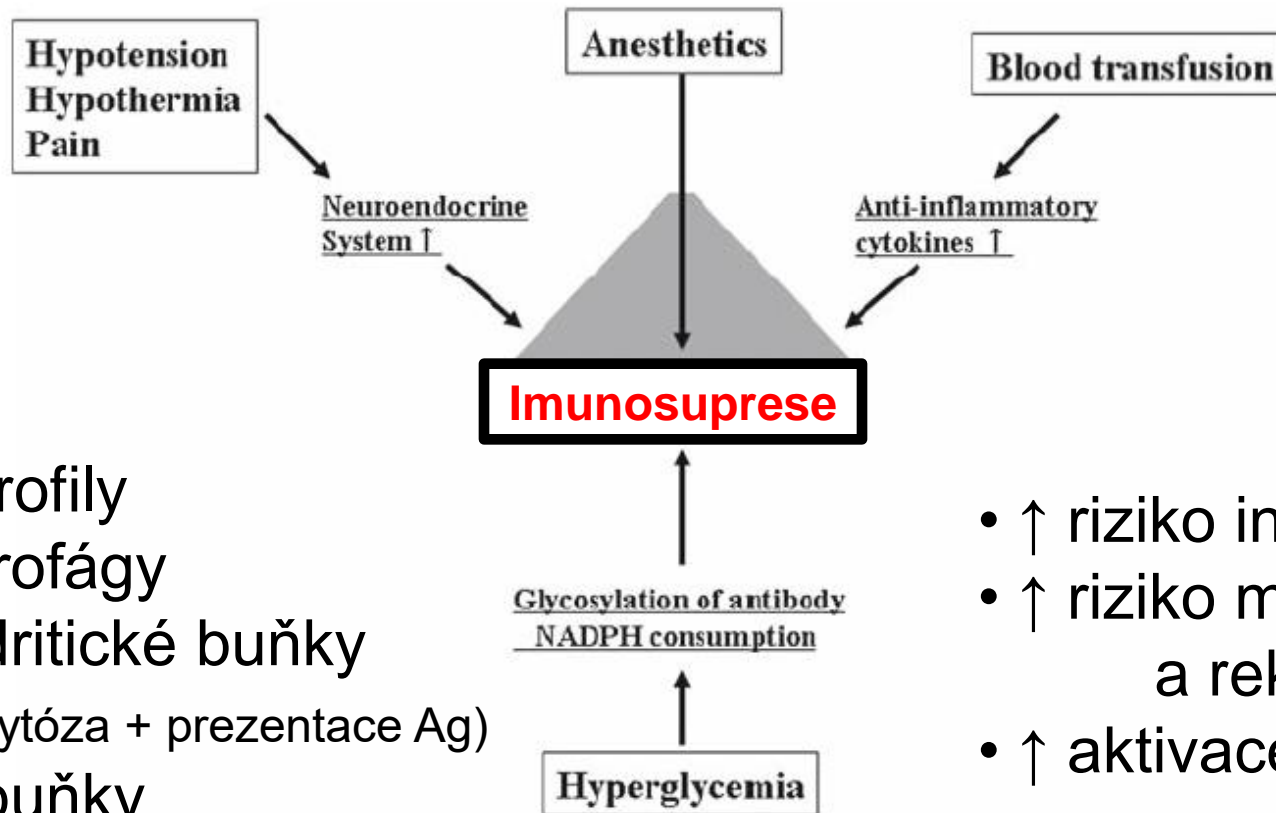 Hypotension
Hypothermia
Pain
Anesthetics
Blood transfusion
Neuroendocrine
System ↑
Anti-inflammatory
cytokines ↑
Imunosuprese
Glycosylation of antibody
NADPH consumption
Hyperglycemia
rofily
rofágy
dritické buňky
ytóza + prezentace Ag)
buňky
• ↑ riziko in
• ↑ riziko m
a rek
• ↑ aktivace